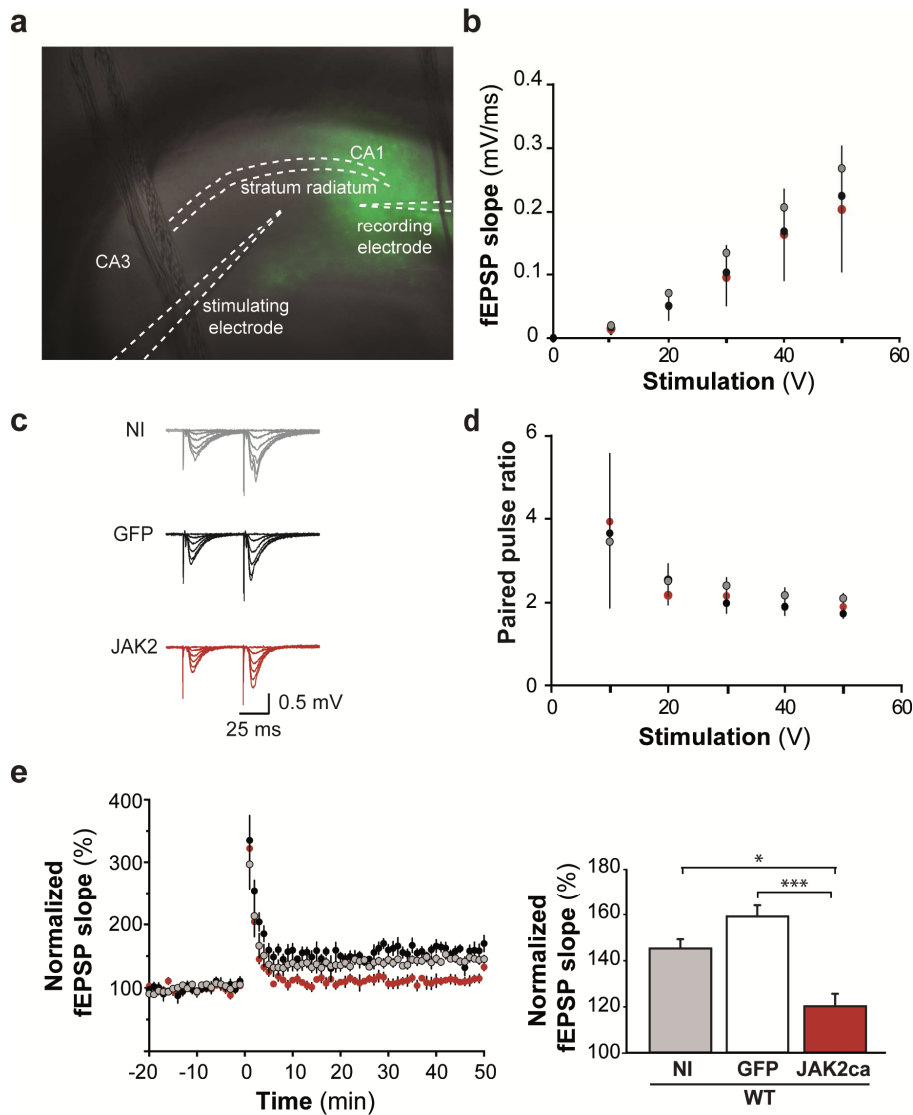 a
CA1
stratum radiatum
recording
electrode
CA3
stimulating
electrode
b
fEPSP slope (mV/ms)
0.4
0.3
0.2
0.1
0
0 20 40 60
Stimulation (V)
c
NI
GFP
JAK2
0.5 mV
25 ms
d
Paired pulse ratio
6
4
2
0
0 20 40 60
Stimulation (V)
e
Normalized
fEPSP slope (%)
400
300
200
100
-20 -10 0 10 20 30 40 50
Time (min)
Normalized
fEPSP slope (%)
180
160
140
120
100
*
***
NI GFP JAK2ca
WT